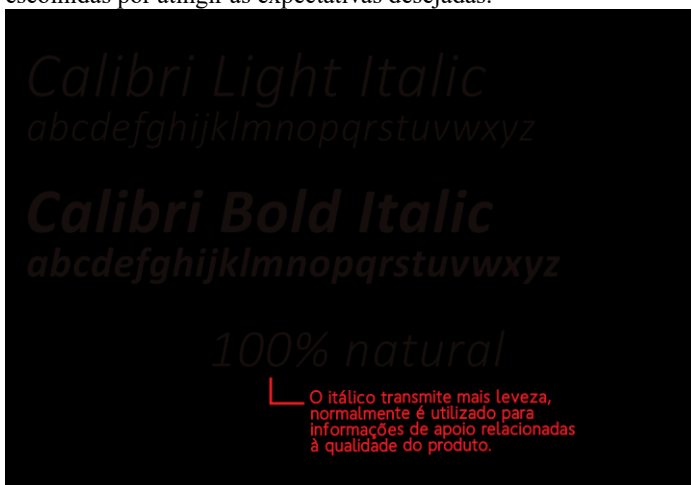 escolhidas por atingir as expectativas desejadas.
Calibri Light Italic
abcdefghijklmnopqrstuvwxyz
Calibri Bold Italic
abcdefghijklmnopqrstuvwxyz
100% natural
O itálico transmite mais leveza,
normalmente é utilizado para
informações de apoio relacionadas
à qualidade do produto.